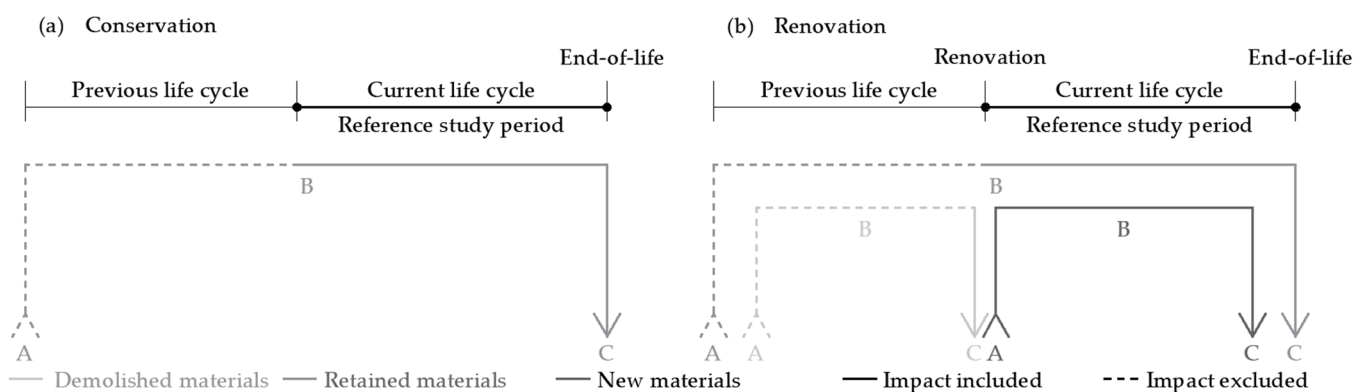 (a) Conservation
(b) Renovation
End-of-life
Renovation
End-of-life
Previous life cycle
Current life cycle
Previous life cycle
Current life cycle
Reference study period
Reference study period
B
B
B
B
A
C
A
A
C
A
C
C
Demolished materials
Retained materials
New materials
Impact included
Impact excluded